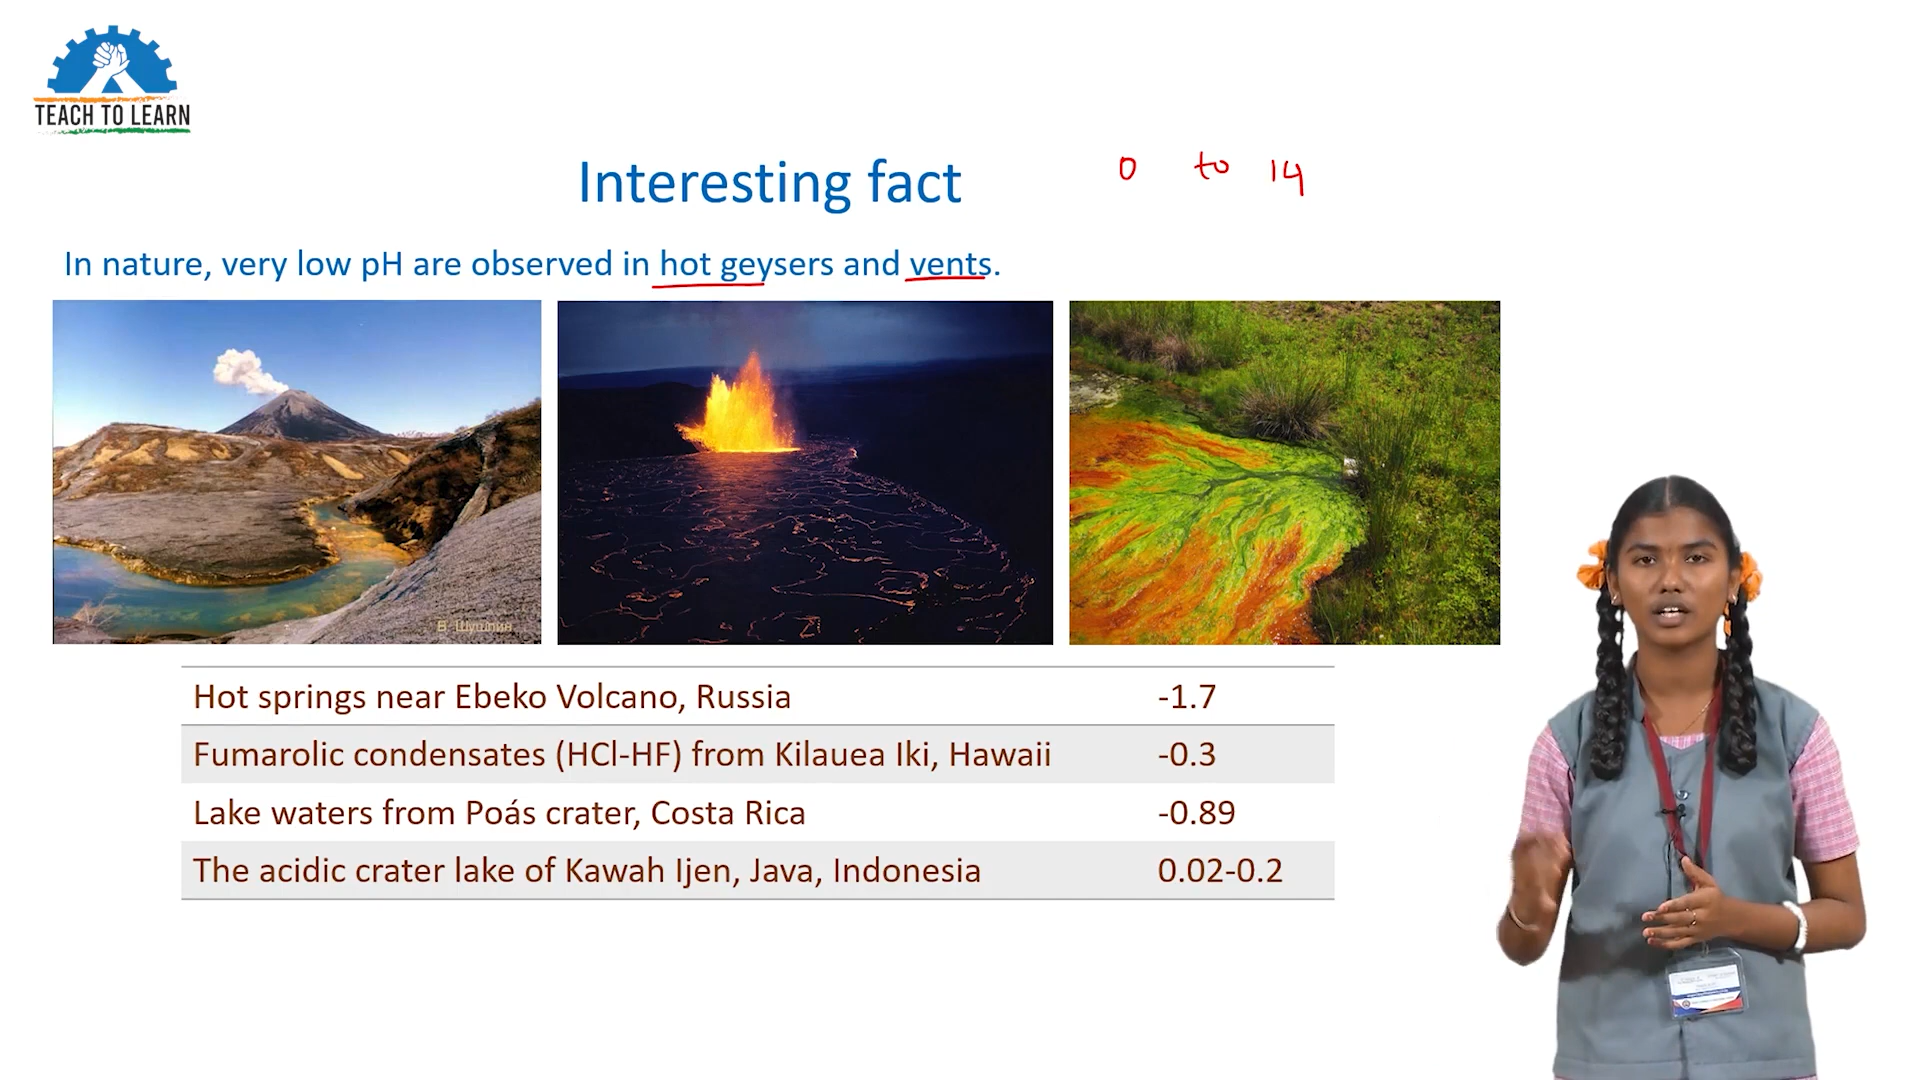 TEACH TO LEARN
Interesting fact
0 to 14
In nature, very low pH are observed in hot geysers and vents.
В. Шушпин
Hot springs near Ebeko Volcano, Russia -1.7
Fumarolic condensates (HCl-HF) from Kilauea Iki, Hawaii -0.3
Lake waters from Poás crater, Costa Rica -0.89
The acidic crater lake of Kawah Ijen, Java, Indonesia 0.02-0.2